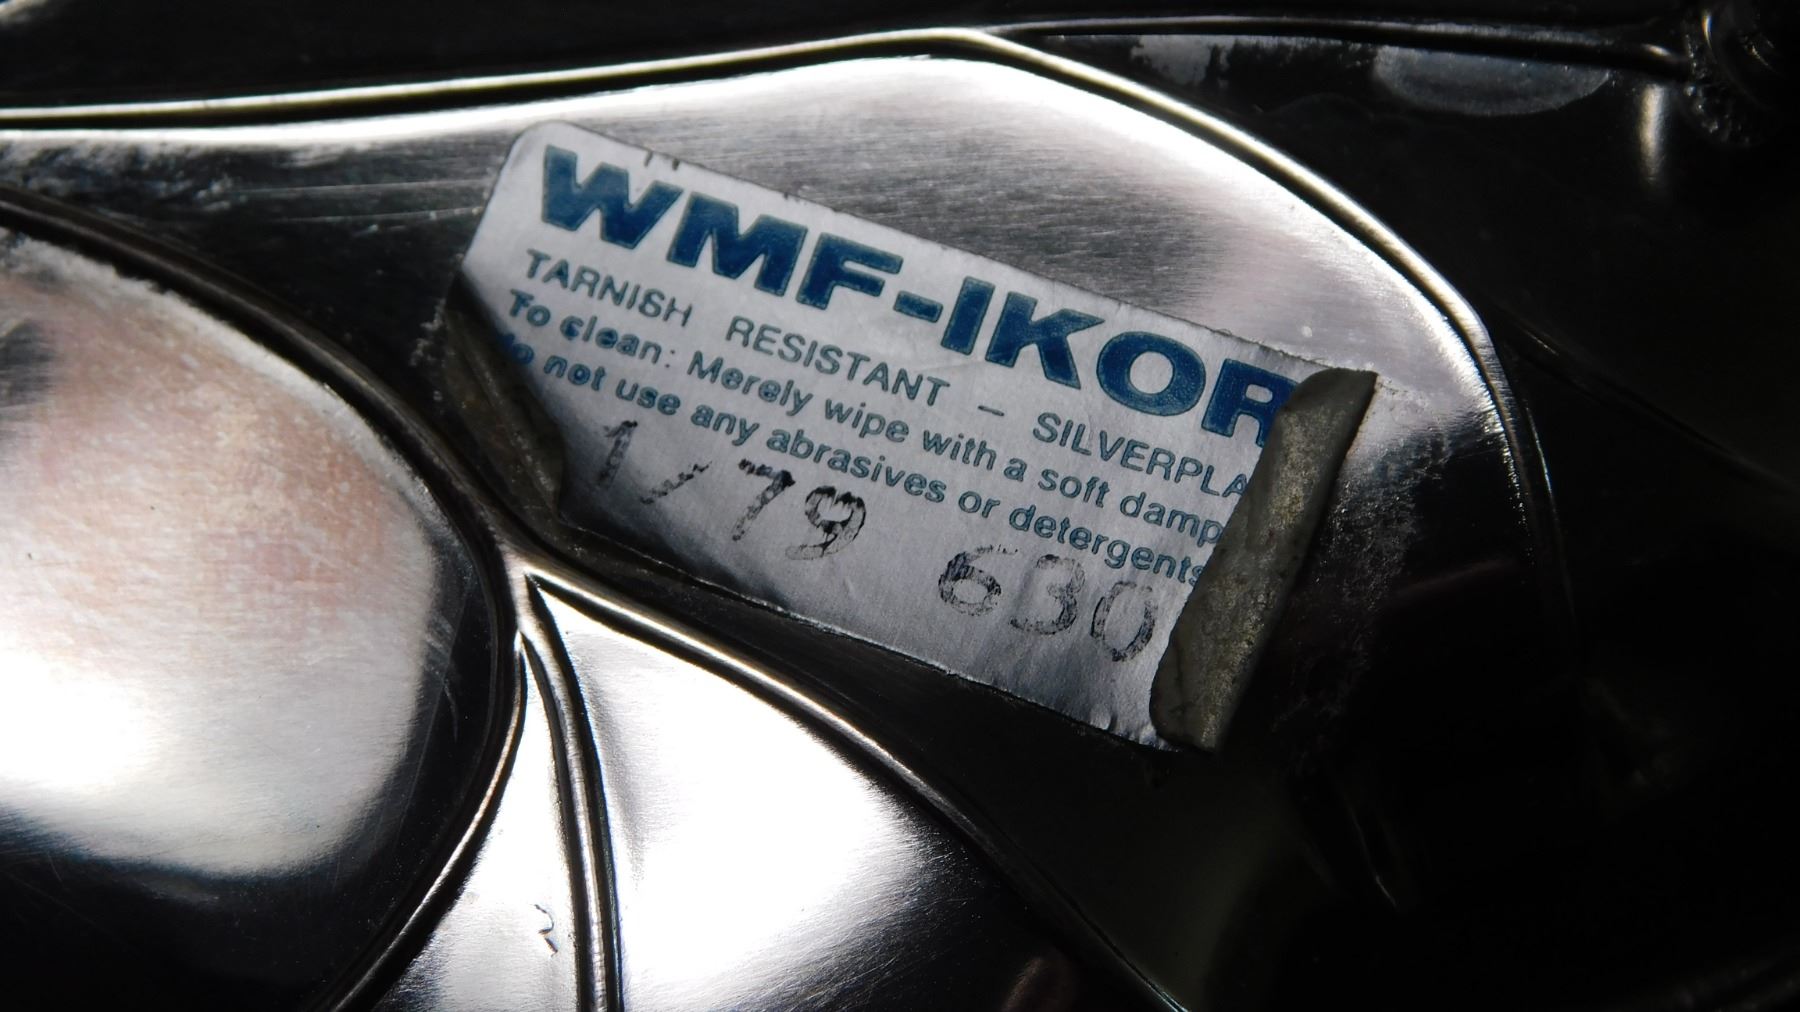 WMF-IKOR
TARNISH RESISTANT – SILVERPLA
To clean: Merely wipe with a soft damp
do not use any abrasives or detergents
1/79 630